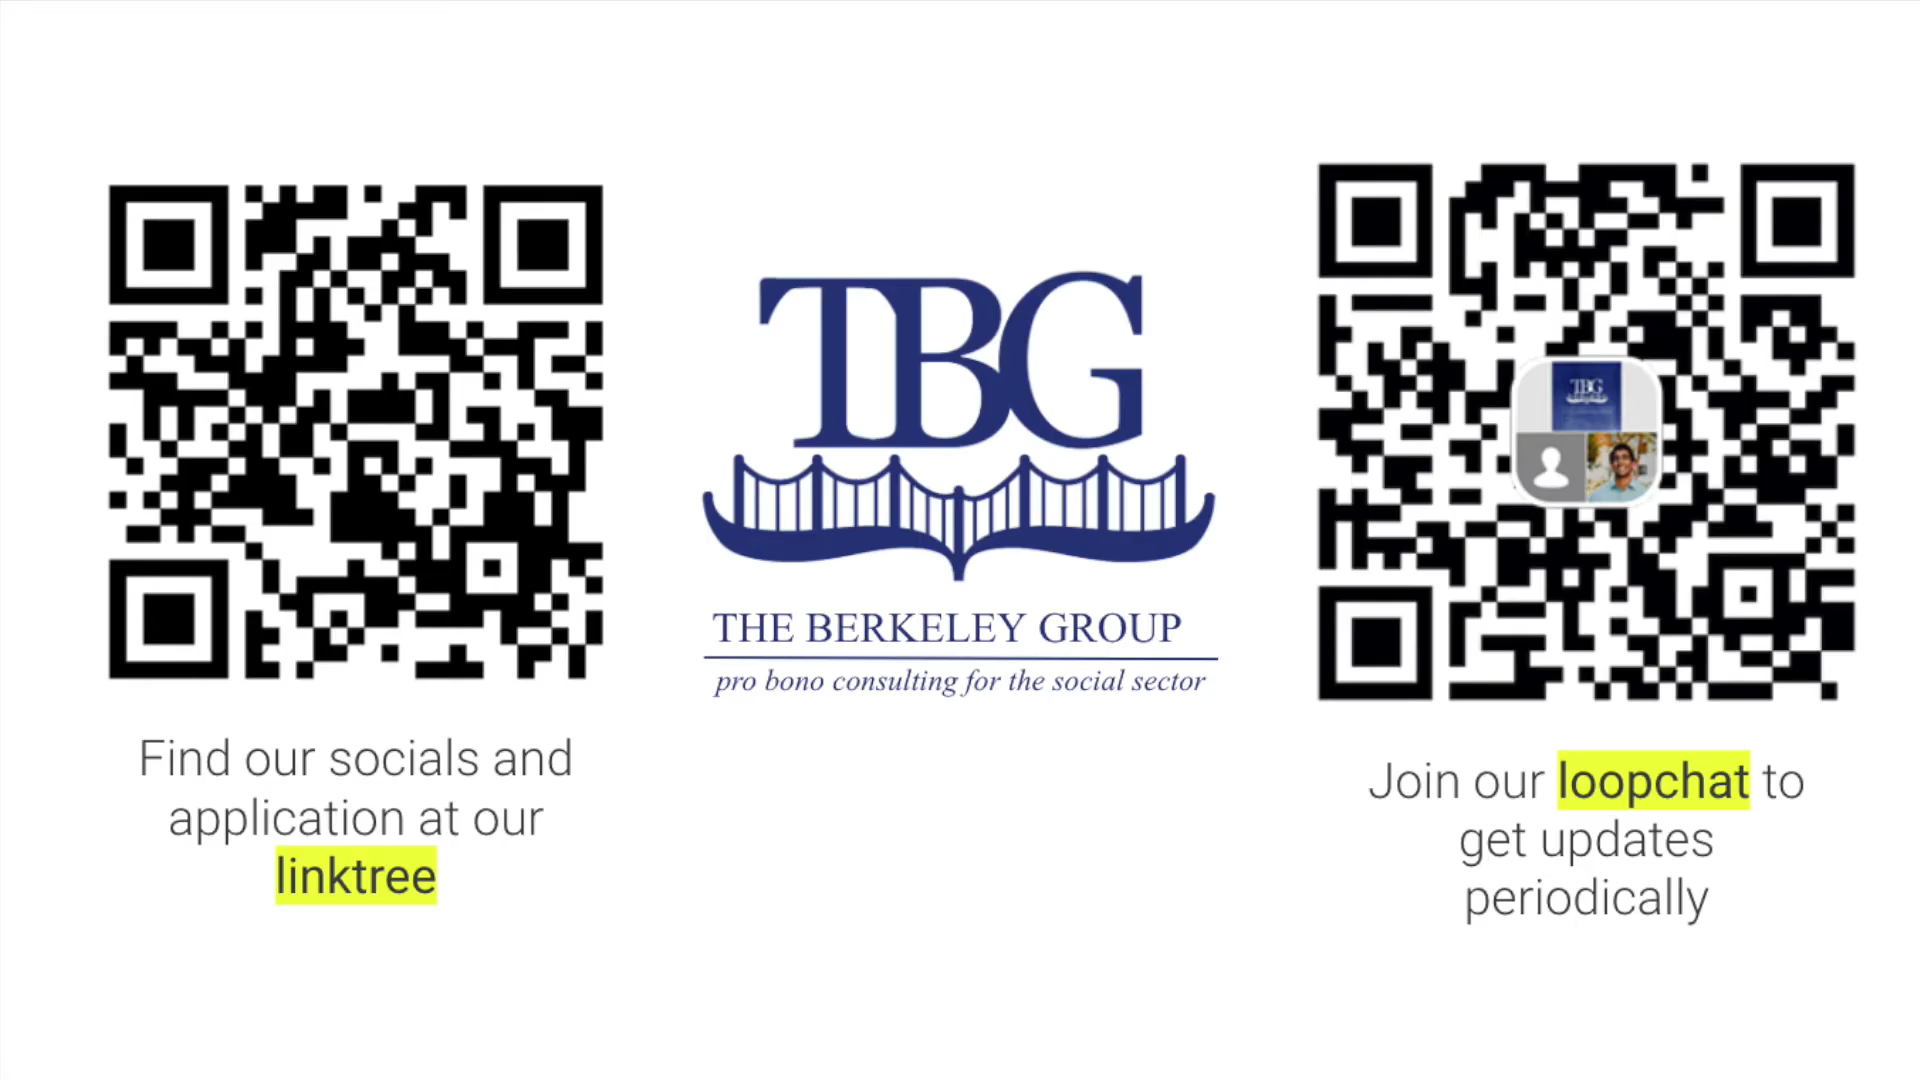 Find our socials and
application at our
linktree
TBG
THE BERKELEY GROUP
pro bono consulting for the social sector
TBG
Join our loopchat to
get updates
periodically